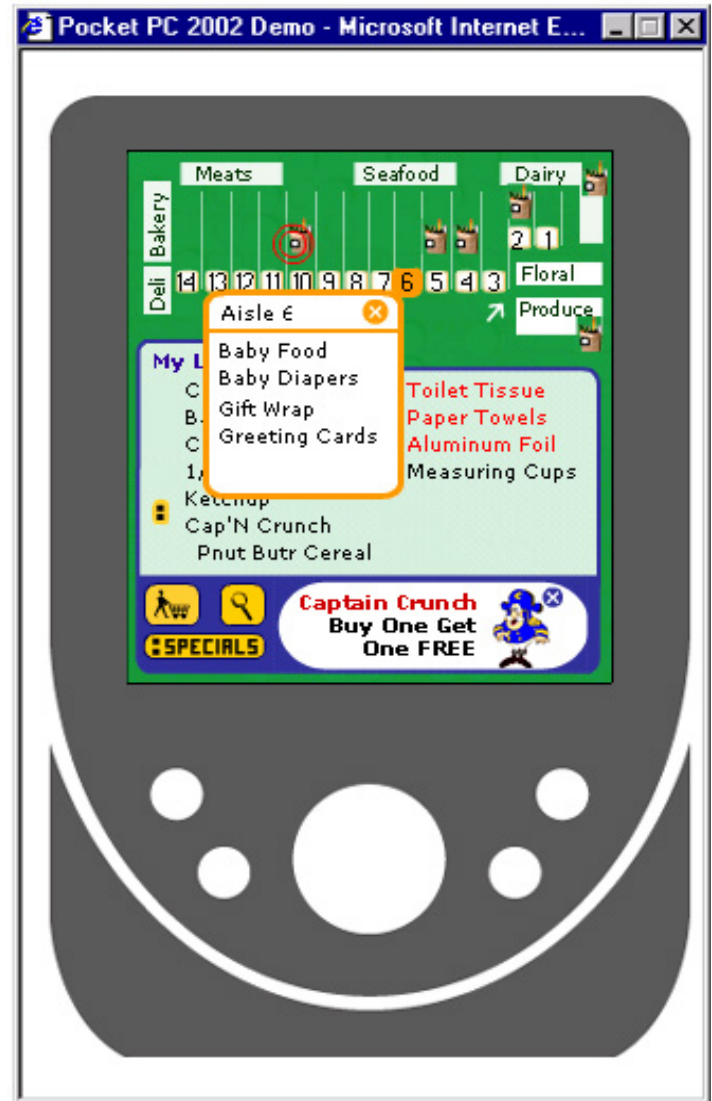 Pocket PC 2002 Demo - Microsoft Internet E...
Meats Seafood Dairy
Bakery
2 1
Deli 14 13 12 11 10 9 8 7 6 5 4 3 Floral
Produce
Aisle 6
Baby Food
Baby Diapers
Gift Wrap
Greeting Cards
My L
C
B
C
1/
Ketchup
Cap'N Crunch
Pnut Butr Cereal
Toilet Tissue
Paper Towels
Aluminum Foil
Measuring Cups
SPECIALS
Captain Crunch
Buy One Get
One FREE